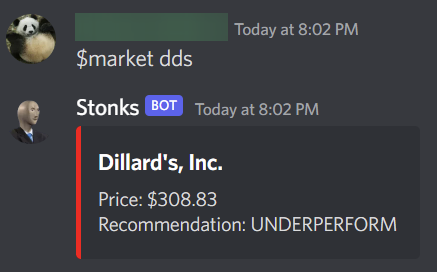 Today at 8:02 PM
$market dds
Stonks BOT Today at 8:02 PM
Dillard's, Inc.
Price: $308.83
Recommendation: UNDERPERFORM